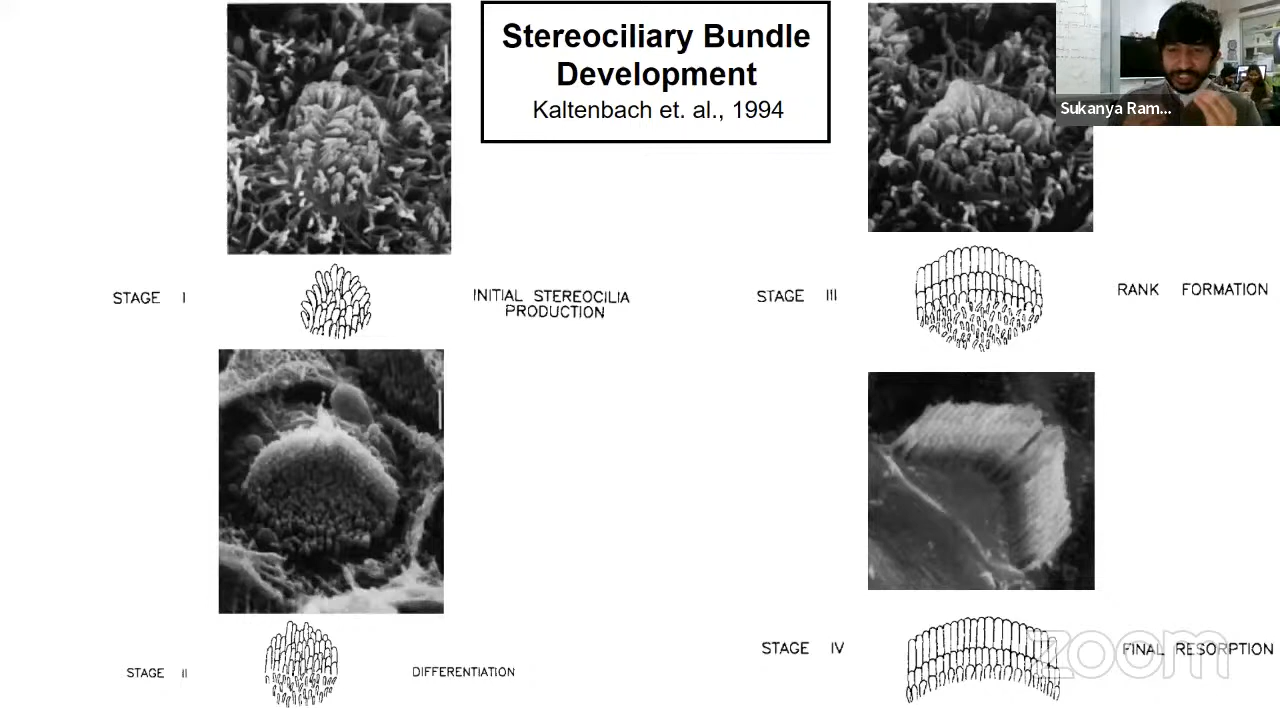 Stereociliary Bundle
Development
Kaltenbach et. al., 1994
Sukanya Ram...
STAGE I
INITIAL STEREOCILIA
PRODUCTION
STAGE III
RANK FORMATION
STAGE II
DIFFERENTIATION
STAGE IV
FINAL RESORPTION
zoom